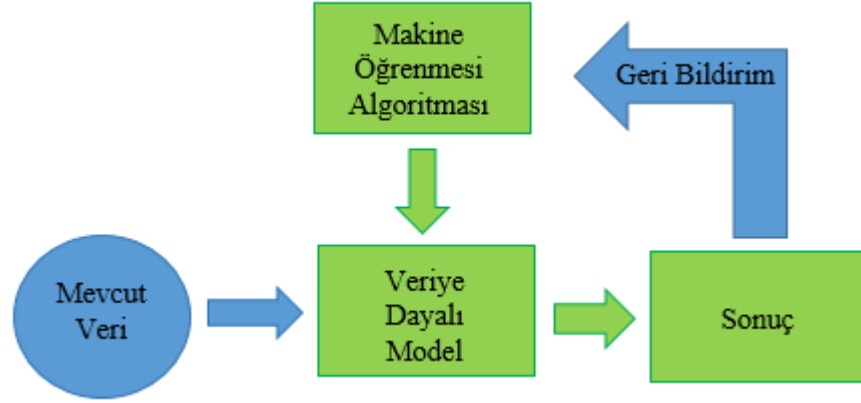 Makine
Öğrenmesi
Algoritması
Geri Bildirim
Mevcut
Veri
Veriye
Dayalı
Model
Sonuç